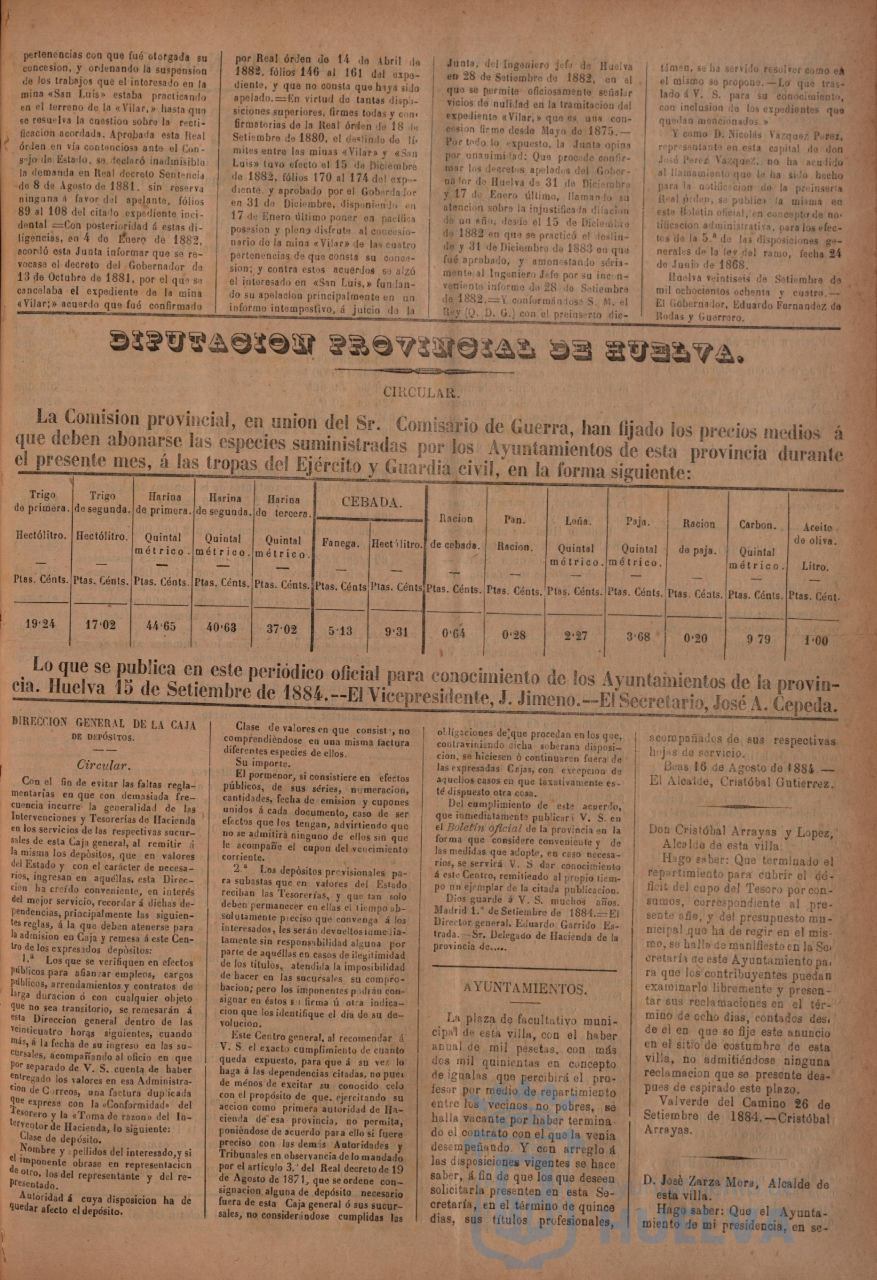 pertenencias con que fué otorgada su
concesion, y ordenando la suspension
de los trabajos que el interesado en la
mina «San Luis» estaba practicando
en el terreno de la «Vilar,» hasta que
se resuelva la cuestion sobre la recti-
ficacion acordada. Aprobada esta Real
órden en vía contenciosa ante el Con-
sejo de Estado, se declaró inadmisible
la demanda en Real decreto Sentencia
de 8 de Agosto de 1881, sin reserva
ninguna á favor del apelante, fólios
89 al 108 del citado expediente inci-
dental =Con posterioridad á estas di-
ligencias, en 4 de Enero de 1882,
acordó esta Junta informar que se re-
vocase el decreto del Gobernador de
13 de Octubre de 1881, por el que se
cancelaba el expediente de la mina
«Vilar;» acuerdo que fué confirmado
por Real órden de 14 de Abril de
1882, fólios 146 al 161 del expe-
diente, y que no consta que haya sido
apelado.=En virtud de tantas dispo-
siciones superiores, firmes todas y con-
firmatorias de la Real órden de 18 de
Setiembre de 1880, el deslinde de lí-
mites entre las minas «Vilar» y «San
Luis» tuvo efecto el 15 de Diciembre
de 1882, fólios 170 al 174 del expe-
diente, y aprobado por el Gobernador
en 31 de Diciembre, disponiendo en
17 de Enero último poner en pacífica
posesion y pleno disfrute al concesio-
nario de la mina «Vilar» de las cuatro
pertenencias de que consta su conce-
sion; y contra estos acuerdos se alzó
el interesado en «San Luis,» fundan-
do su apelacion principalmente en un
informe intempestivo, á juicio de la
Junta, del Ingeniero jefe de Huelva
en 28 de Setiembre de 1882, en el
que se permite oficiosamente señalar
vicios de nulidad en la tramitacion del
expediente «Vilar,» que es una con-
cesion firme desde Mayo de 1875.—
Por todo lo expuesto, la Junta opina
por unanimidad: Que procede confir-
mar los decretos apelados del Gober-
nador de Huelva de 31 de Diciembre
y 17 de Enero último, llamando su
atencion sobre la injustificada dilacion
de un año, desde el 15 de Diciembre
de 1882 en que se practicó el deslin-
de y 31 de Diciembre de 1883 en que
fué aprobado, y amonestando séria-
mente al Ingeniero Jefe por su incon-
veniente informe de 28 de Setiembre
de 1882.=Y conformándose S. M. el
Rey (Q. D. G.) con el preinserto dic-
támen, se ha servido resolver como en
el mismo se propone.—Lo que tras-
lado á V. S. para su conocimiento,
con inclusion de los expedientes que
quedan mencionados.»
Y como D. Nicolás Vazquez Perez,
representante en esta capital de don
José Perez Vazquez, no ha acudido
al llamamiento que le ha sido hecho
para la notificacion de la preinserta
Real órden, se publica la misma en
este Boletin oficial, en concepto de no-
tificacion administrativa, para los efec-
tos de la 5.ª de las disposiciones ge-
nerales de la ley del ramo, fecha 24
de Junio de 1868.
Huelva veintiseis de Setiembre de
mil ochocientos ochenta y cuatro.—
El Gobernador, Eduardo Fernandez de
Rodas y Guerrero.
DIPUTACION PROVINCIAL DE HUELVA.
CIRCULAR.
La Comision provincial, en union del Sr. Comisario de Guerra, han fijado los precios medios á
que deben abonarse las especies suministradas por los Ayuntamientos de esta provincia durante
el presente mes, á las tropas del Ejército y Guardia civil, en la forma siguiente:
Trigo de primera. Trigo de segunda. Harina de primera. Harina de segunda. Harina de tercera. CEBADA. Racion de cebada. Pan. Leña. Paja. Racion de paja. Carbon. Aceite de oliva.
Hectólitro. Hectólitro. Quintal métrico. Quintal métrico. Quintal métrico. Fanega. Hectólitro. Racion. Quintal métrico. Quintal métrico. Quintal métrico. Litro.
Ptas. Cénts. Ptas. Cénts. Ptas. Cénts. Ptas. Cénts. Ptas. Cénts. Ptas. Cénts Ptas. Cénts. Ptas. Cénts. Ptas. Cénts. Ptas. Cénts. Ptas. Cénts. Ptas. Cénts. Ptas. Cénts. Ptas. Cént.
19·24 17·02 44·65 40·63 37·02 5·13 9·31 0·64 0·28 2·27 3·68 0·20 9 79 1·00
Lo que se publica en este periódico oficial para conocimiento de los Ayuntamientos de la provin-
cia. Huelva 15 de Setiembre de 1884.--El Vicepresidente, J. Jimeno.--El Secretario, José A. Cepeda.
DIRECCION GENERAL DE LA CAJA
DE DEPÓSITOS.
Circular.
Con el fin de evitar las faltas regla-
mentarias en que con demasiada fre-
cuencia incurre la generalidad de las
Intervenciones y Tesorerías de Hacienda
en los servicios de las respectivas sucur-
sales de esta Caja general, al remitir á
la misma los depósitos, que en valores
del Estado y con el carácter de necesa-
rios, ingresan en aquéllas, esta Direc-
cion ha creido conveniente, en interés
del mejor servicio, recordar á dichas de-
pendencias, principalmente las siguien-
tes reglas, á la que deben atenerse para
la admision en Caja y remesa á este Cen-
tro de los expresados depósitos:
1.ª Los que se verifiquen en efectos
públicos para afianzar empleos, cargos
públicos, arrendamientos y contratos de
larga duracion ó con cualquier objeto
que no sea transitorio, se remesarán á
esta Direccion general dentro de las
veinticuatro horas siguientes, cuando
más, á la fecha de su ingreso en las su-
cursales, acompañando al oficio en que
por separado de V. S. cuenta de haber
entregado los valores en esa Administra-
cion de Correos, una factura duplicada
que exprese con la «Conformidad» del
Tesorero y la «Toma de razon» del In-
terventor de Hacienda, lo siguiente:
Clase de depósito.
Nombre y apellidos del interesado, y si
el imponente obrase en representacion
de otro, los del representante y del re-
presentado.
Autoridad á cuya disposicion ha de
quedar afecto el depósito.
Clase de valores en que consista, no
comprendiéndose en una misma factura
diferentes especies de ellos.
Su importe.
El pormenor, si consistiere en efectos
públicos, de sus séries, numeracion,
cantidades, fecha de emision y cupones
unidos á cada documento, caso de ser
efectos que los tengan, advirtiendo que
no se admitirá ninguno de ellos sin que
le acompañe el cupon del vencimiento
corriente.
2.ª Los depósitos provisionales pa-
ra subastas que en valores del Estado
reciban las Tesorerías, y que tan solo
deben permanecer en ellas el tiempo ab-
solutamente preciso que convenga á los
interesados, les serán devueltos inmedia-
tamente sin responsabilidad alguna por
parte de aquéllas en casos de ilegitimidad
de los títulos, atendida la imposibilidad
de hacer en las sucursales, su compro-
bacion; pero los imponentes podrán con-
signar en éstos su firma ú otra indica-
cion que los identifique el dia de su de-
volucion.
Este Centro general, al recomendar á
V. S. el exacto cumplimiento de cuanto
queda expuesto, para que á su vez lo
haga á las dependencias citadas, no pue-
de ménos de excitar su conocido celo
con el propósito de que, ejercitando su
accion como primera autoridad de Ha-
cienda de esa provincia, no permita,
poniéndose de acuerdo para ello si fuere
preciso con las demás Autoridades y
Tribunales en observancia de lo mandado
por el artículo 3.º del Real decreto de 19
de Agosto de 1871, que se ordene con-
signacion alguna de depósito necesario
fuera de esta Caja general ó sus sucur-
sales, no considerándose cumplidas las
obligaciones de que procedan en los que,
contraviniendo dicha soberana disposi-
cion, se hiciesen ó continuaren fuera de
las expresadas Cajas, con excepcion de
aquellos casos en que taxativamente es-
té dispuesto otra cosa.
Del cumplimiento de este acuerdo,
que inmediatamente publicará V. S. en
el Boletin oficial de la provincia en la
forma que considere conveniente y de
las medidas que adopte, en caso necesa-
rios, se servirá V. S dar conocimiento
á este Centro, remitiendo al propio tiem-
po un ejemplar de la citada publicacion.
Dios guarde á V. S. muchos años.
Madrid 1.º de Setiembre de 1884.=El
Director general, Eduardo Garrido Es-
trada.—Sr. Delegado de Hacienda de la
provincia de.....
AYUNTAMIENTOS.
La plaza de facultativo muni-
cipal de esta villa, con el haber
anual de mil pesetas, con más
dos mil quinientas en concepto
de igualas que percibirá el pro-
fesor por medio de repartimiento
entre los vecinos no pobres, se
halla vacante por haber termina-
do el contrato con el que la venia
desempeñando. Y con arreglo á
las disposiciones vigentes se hace
saber, á fin de que los que deseen
solicitarla presenten en esta Se-
cretaría, en el término de quince
dias, sus títulos profesionales,
acompañados de sus respectivas
hojas de servicio.
Beas 16 de Agosto de 1884 —
El Alcalde, Cristóbal Gutierrez.
Don Cristóbal Arrayas y Lopez,
Alcalde de esta villa.
Hago saber: Que terminado el
repartimiento para cubrir el dé-
ficit del cupo del Tesoro por con-
sumos, correspondiente al pre-
sente año, y del presupuesto mu-
nicipal que ha de regir en el mis-
mo, se halla de manifiesto en la Se-
cretaría de este Ayuntamiento pa-
ra que los contribuyentes puedan
examinarlo libremente y presen-
tar sus reclamaciones en el tér-
mino de ocho dias, contados des-
de el en que se fije este anuncio
en el sitio de costumbre de esta
villa, no admitiéndose ninguna
reclamacion que se presente des-
pues de espirado este plazo.
Valverde del Camino 26 de
Setiembre de 1884.—Cristóbal
Arrayas.
D. José Zarza Mora, Alcalde de
esta villa.
Hago saber: Que el Ayunta-
miento de mi presidencia, en se-
HUELVA